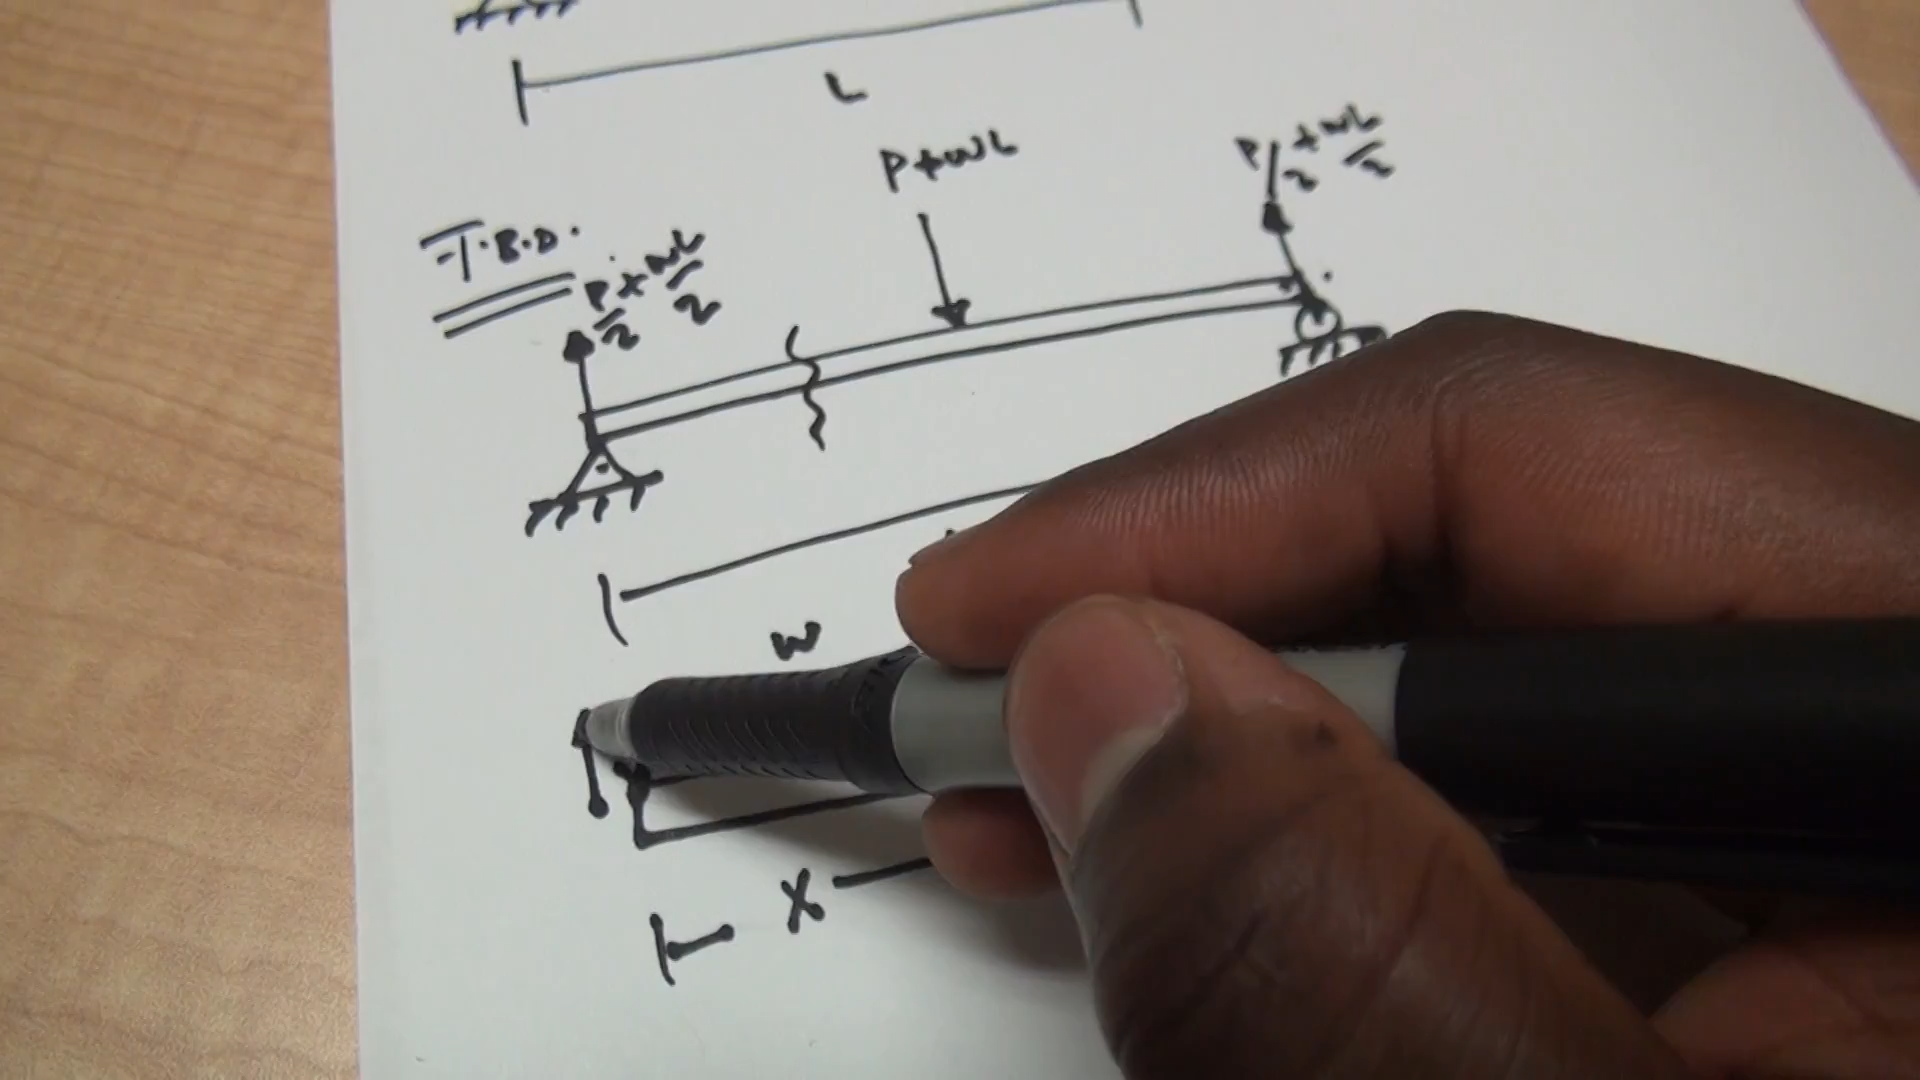 L
P+WL
P/2 + WL/2
F.B.D.
P/2 + WL/2
W
X